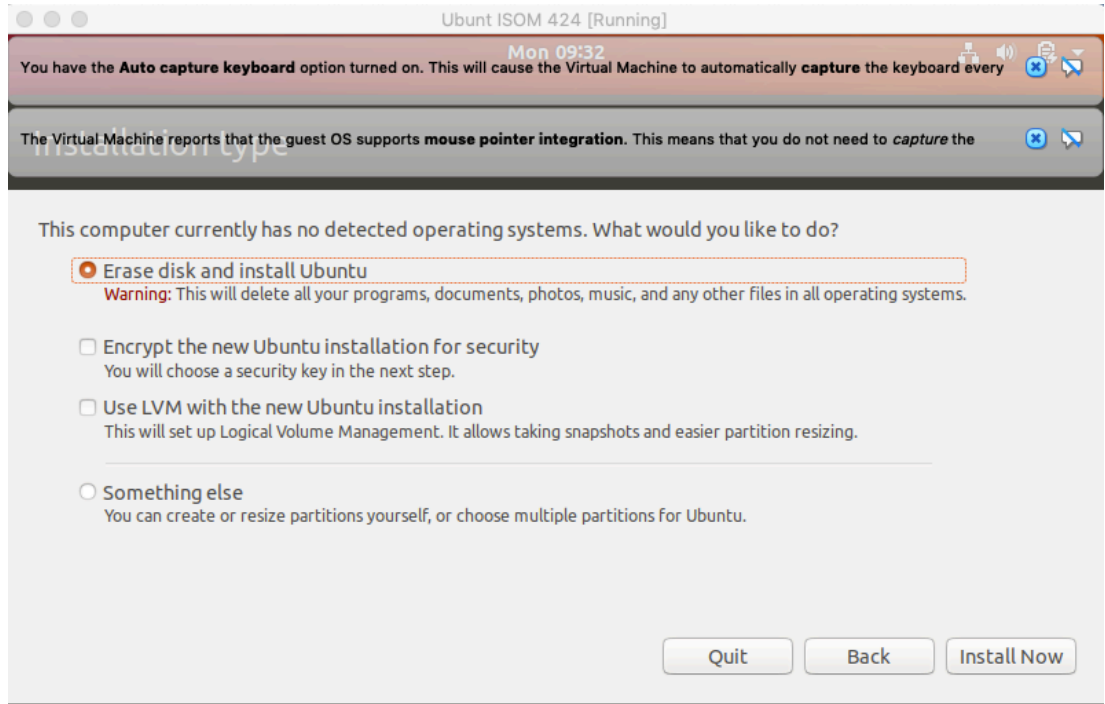 Ubunt ISOM 424 [Running]
Mon 09:32
You have the Auto capture keyboard option turned on. This will cause the Virtual Machine to automatically capture the keyboard every
The Virtual Machine reports that the guest OS supports mouse pointer integration. This means that you do not need to capture the
Installation type
This computer currently has no detected operating systems. What would you like to do?
Erase disk and install Ubuntu
Warning: This will delete all your programs, documents, photos, music, and any other files in all operating systems.
Encrypt the new Ubuntu installation for security
You will choose a security key in the next step.
Use LVM with the new Ubuntu installation
This will set up Logical Volume Management. It allows taking snapshots and easier partition resizing.
Something else
You can create or resize partitions yourself, or choose multiple partitions for Ubuntu.
Quit Back Install Now